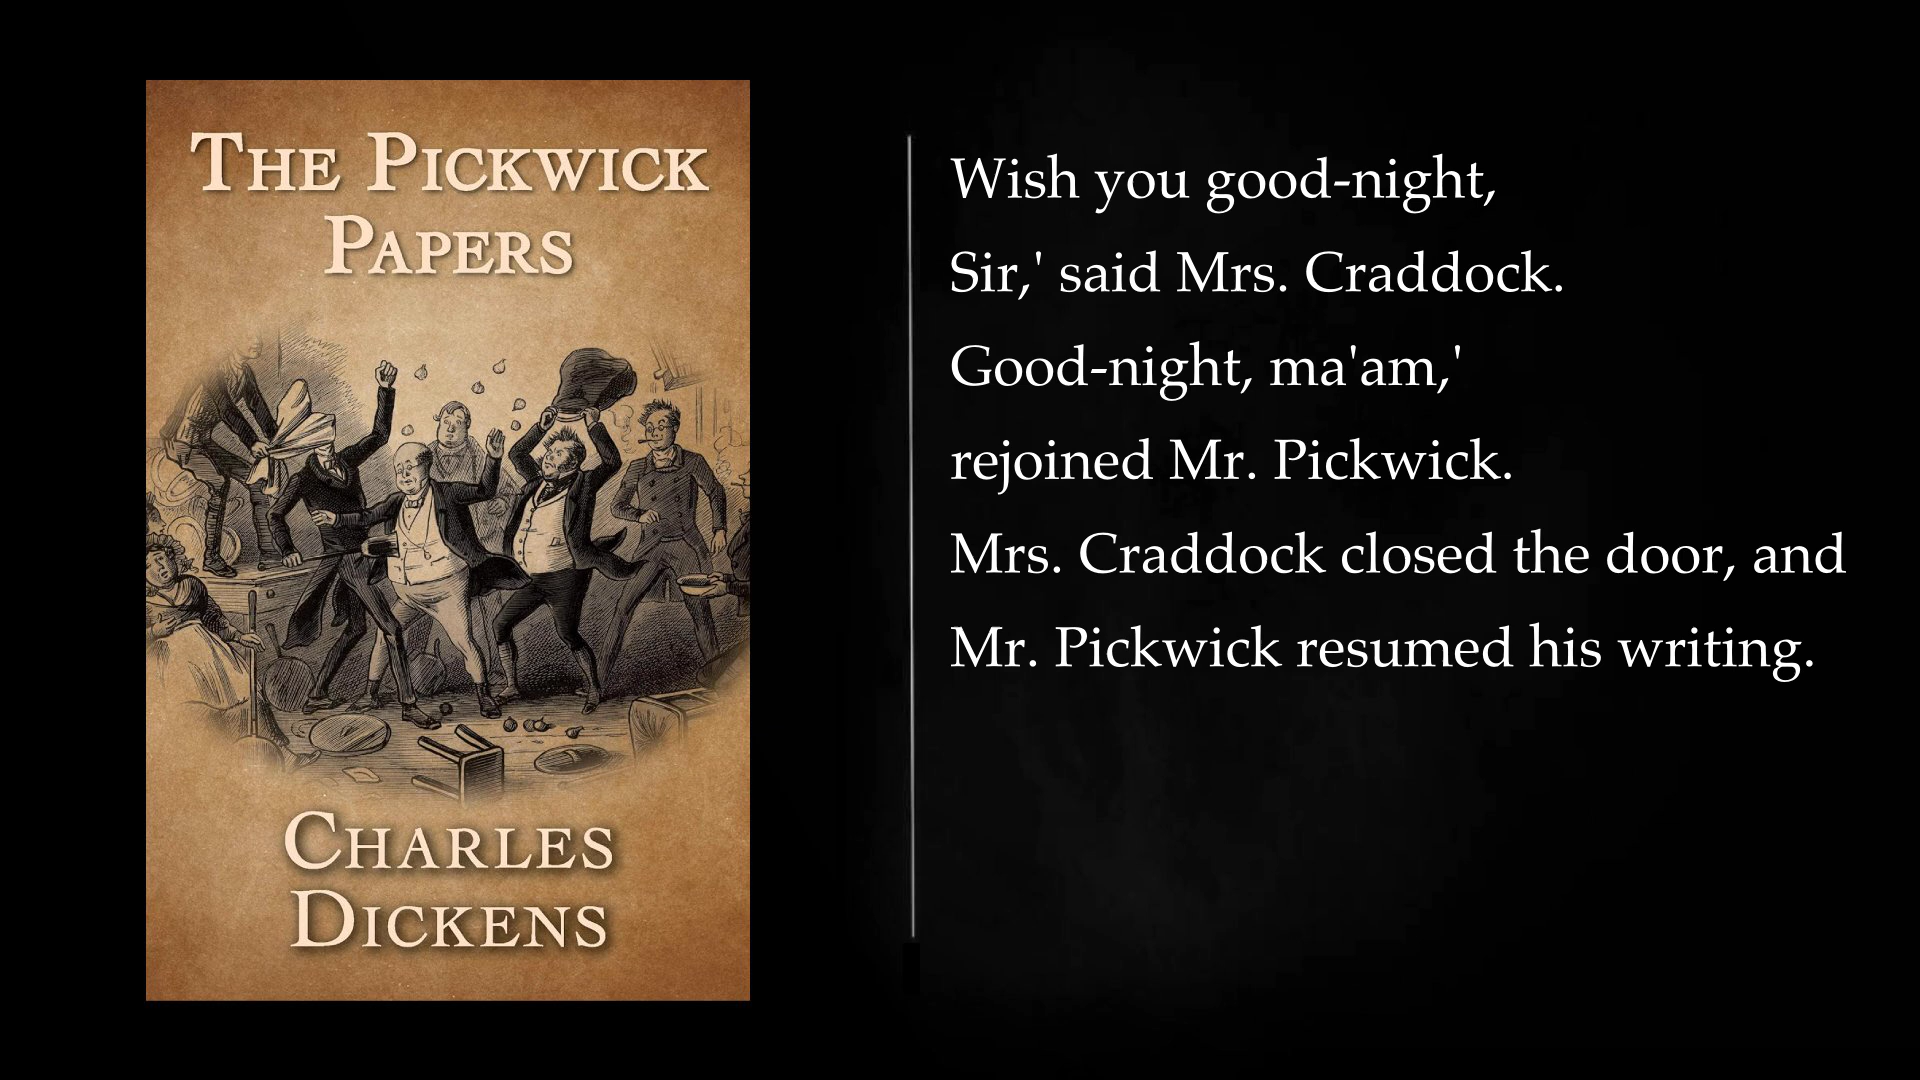 The Pickwick
Papers
Charles
Dickens
Wish you good-night,
Sir,' said Mrs. Craddock.
Good-night, ma'am,'
rejoined Mr. Pickwick.
Mrs. Craddock closed the door, and
Mr. Pickwick resumed his writing.